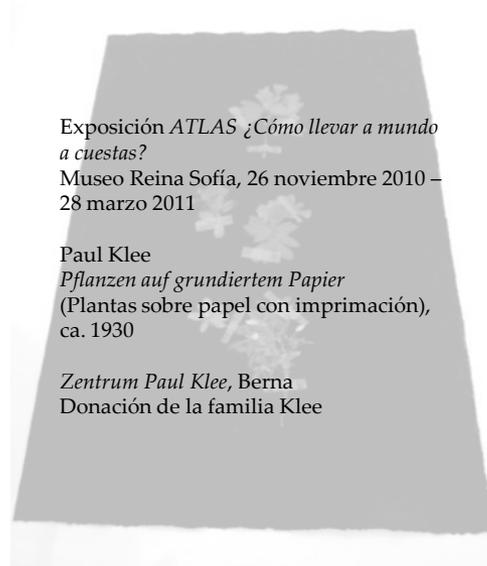 Exposición ATLAS ¿Cómo llevar a mundo
a cuestas?
Museo Reina Sofía, 26 noviembre 2010 –
28 marzo 2011
Paul Klee
Pflanzen auf grundiertem Papier
(Plantas sobre papel con imprimación),
ca. 1930
Zentrum Paul Klee, Berna
Donación de la familia Klee